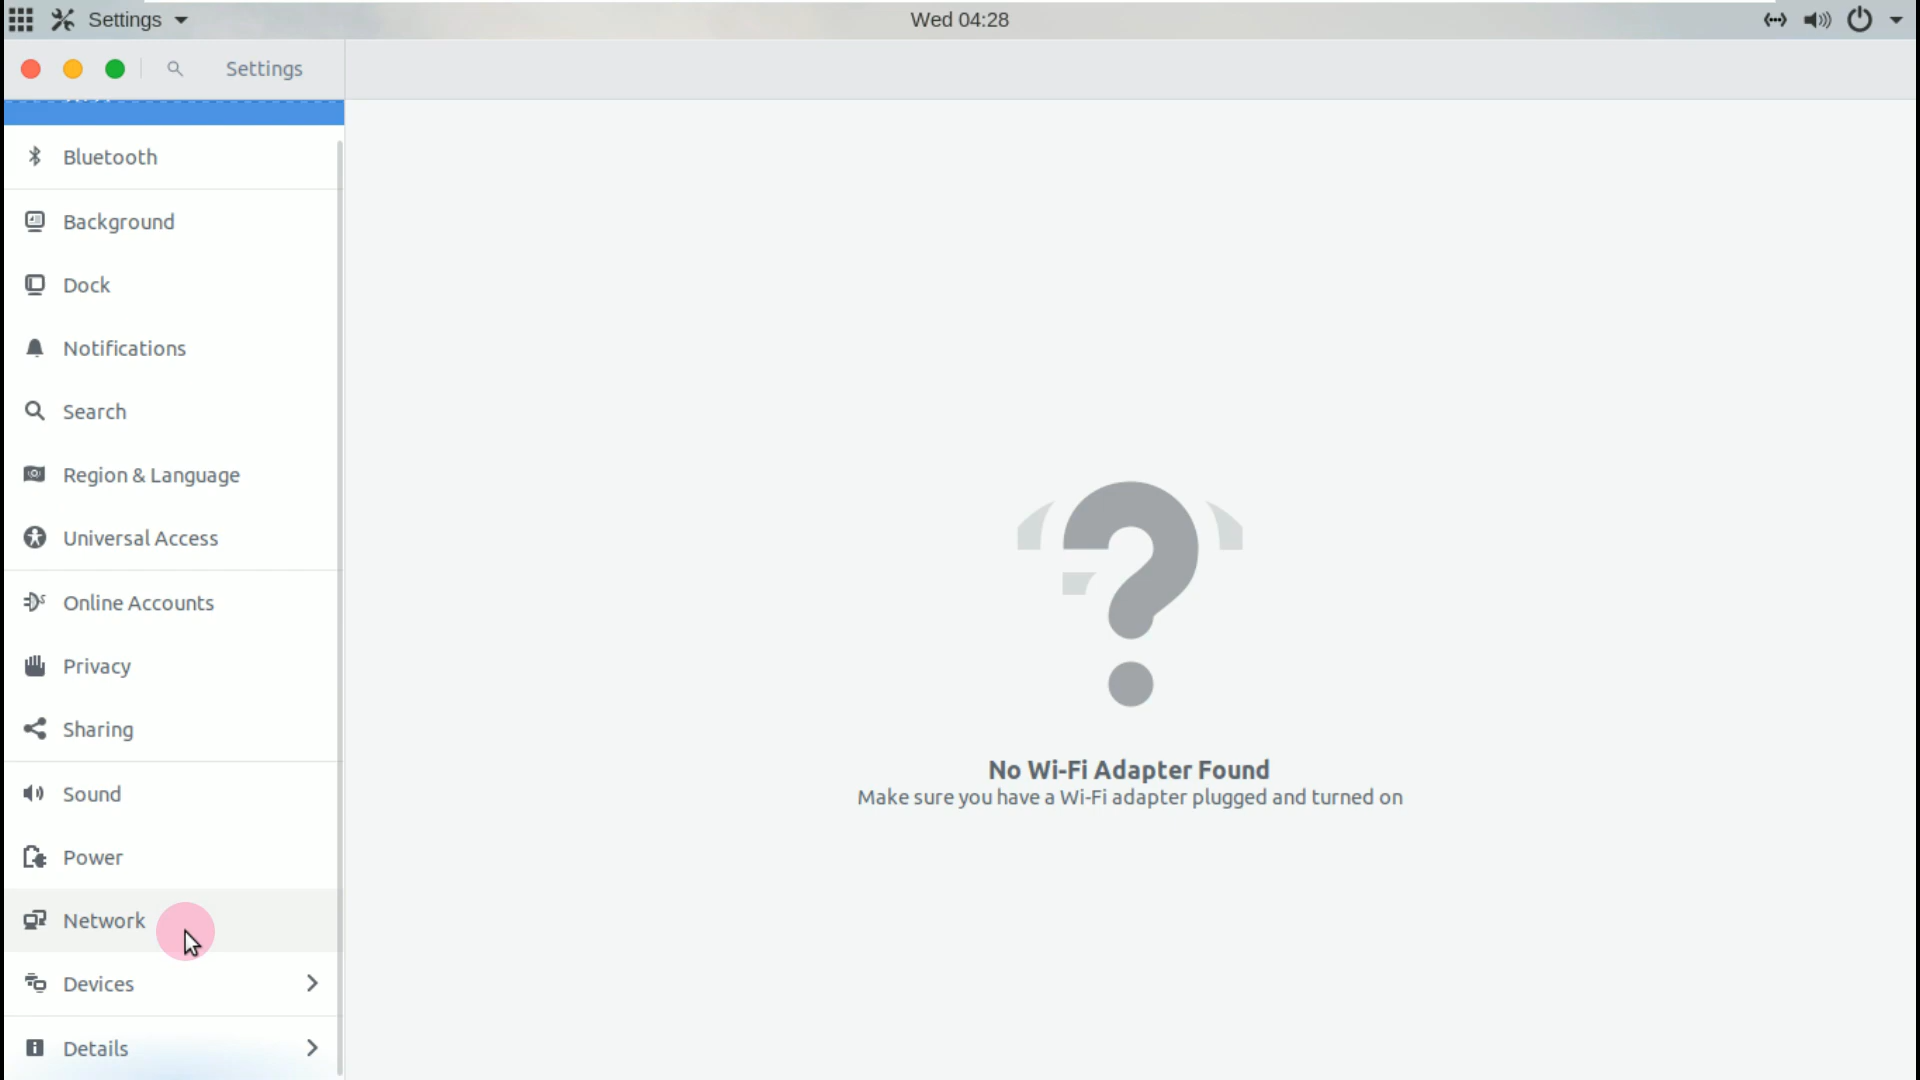 Settings
Wed 04:28
Settings
Bluetooth
Background
Dock
Notifications
Search
Region & Language
Universal Access
Online Accounts
Privacy
Sharing
Sound
Power
Network
Devices
Details
No Wi-Fi Adapter Found
Make sure you have a Wi-Fi adapter plugged and turned on